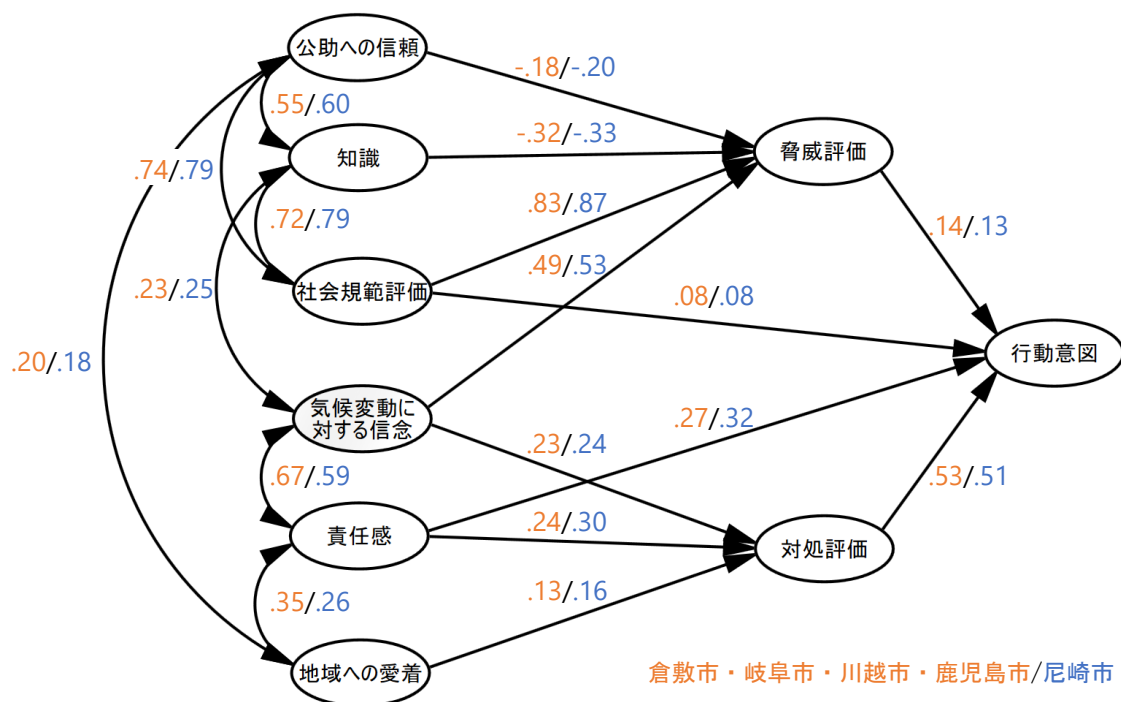 公助への信頼
-.18/-.20
.55/.60
-.32/-.33
脅威評価
知識
.74/.79
.83/.87
.72/.79
.14/.13
.49/.53
社会規範評価
.23/.25
.08/.08
行動意図
.20/.18
気候変動に
対する信念
.27/.32
.23/.24
.67/.59
.53/.51
責任感
.24/.30
対処評価
.13/.16
.35/.26
地域への愛着
倉敷市・岐阜市・川越市・鹿児島市/尼崎市